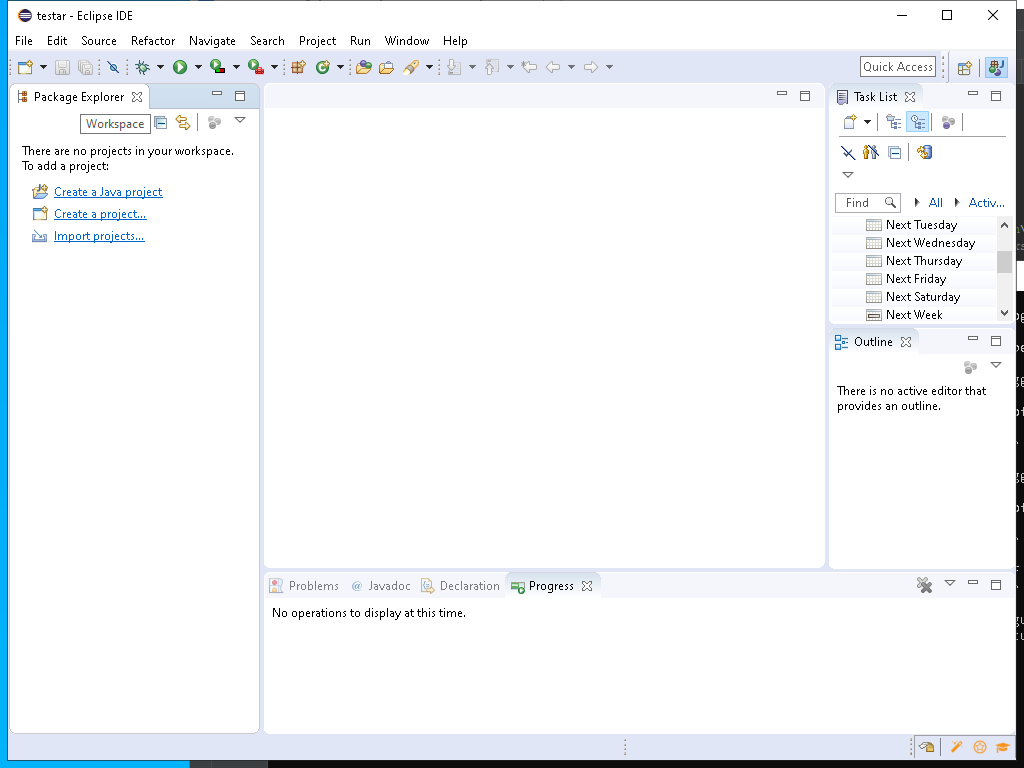 testar - Eclipse IDE
File Edit Source Refactor Navigate Search Project Run Window Help
Quick Access
Package Explorer
Workspace
There are no projects in your workspace.
To add a project:
Create a Java project
Create a project...
Import projects...
Task List
Find
All
Activ...
Next Tuesday
Next Wednesday
Next Thursday
Next Friday
Next Saturday
Next Week
Outline
There is no active editor that
provides an outline.
Problems @ Javadoc Declaration Progress
No operations to display at this time.